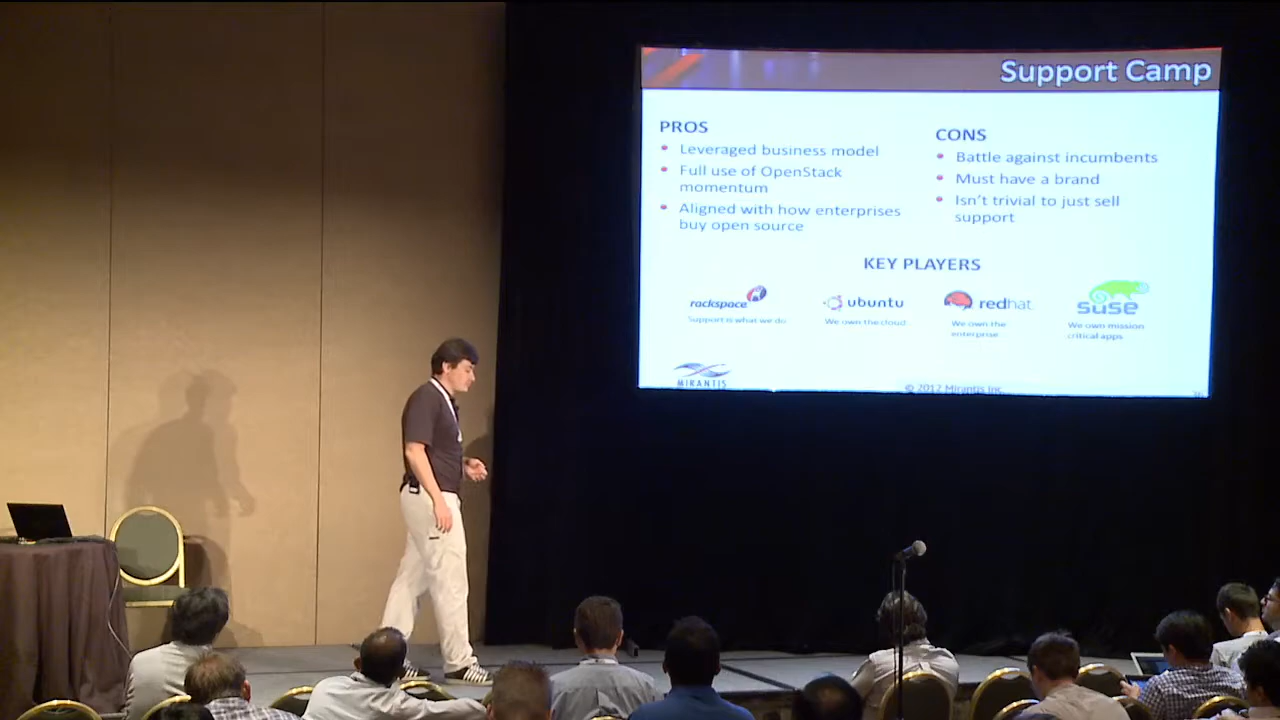 Support Camp
PROS
Leveraged business model
Full use of OpenStack
momentum
Aligned with how enterprises
buy open source
CONS
Battle against incumbents
Must have a brand
Isn't trivial to just sell
support
KEY PLAYERS
rackspace
Support is what we do
ubuntu
We own the cloud
redhat
We own the
enterprise
suse
We own mission
critical apps
MIRANTIS
© 2012 Mirantis Inc.